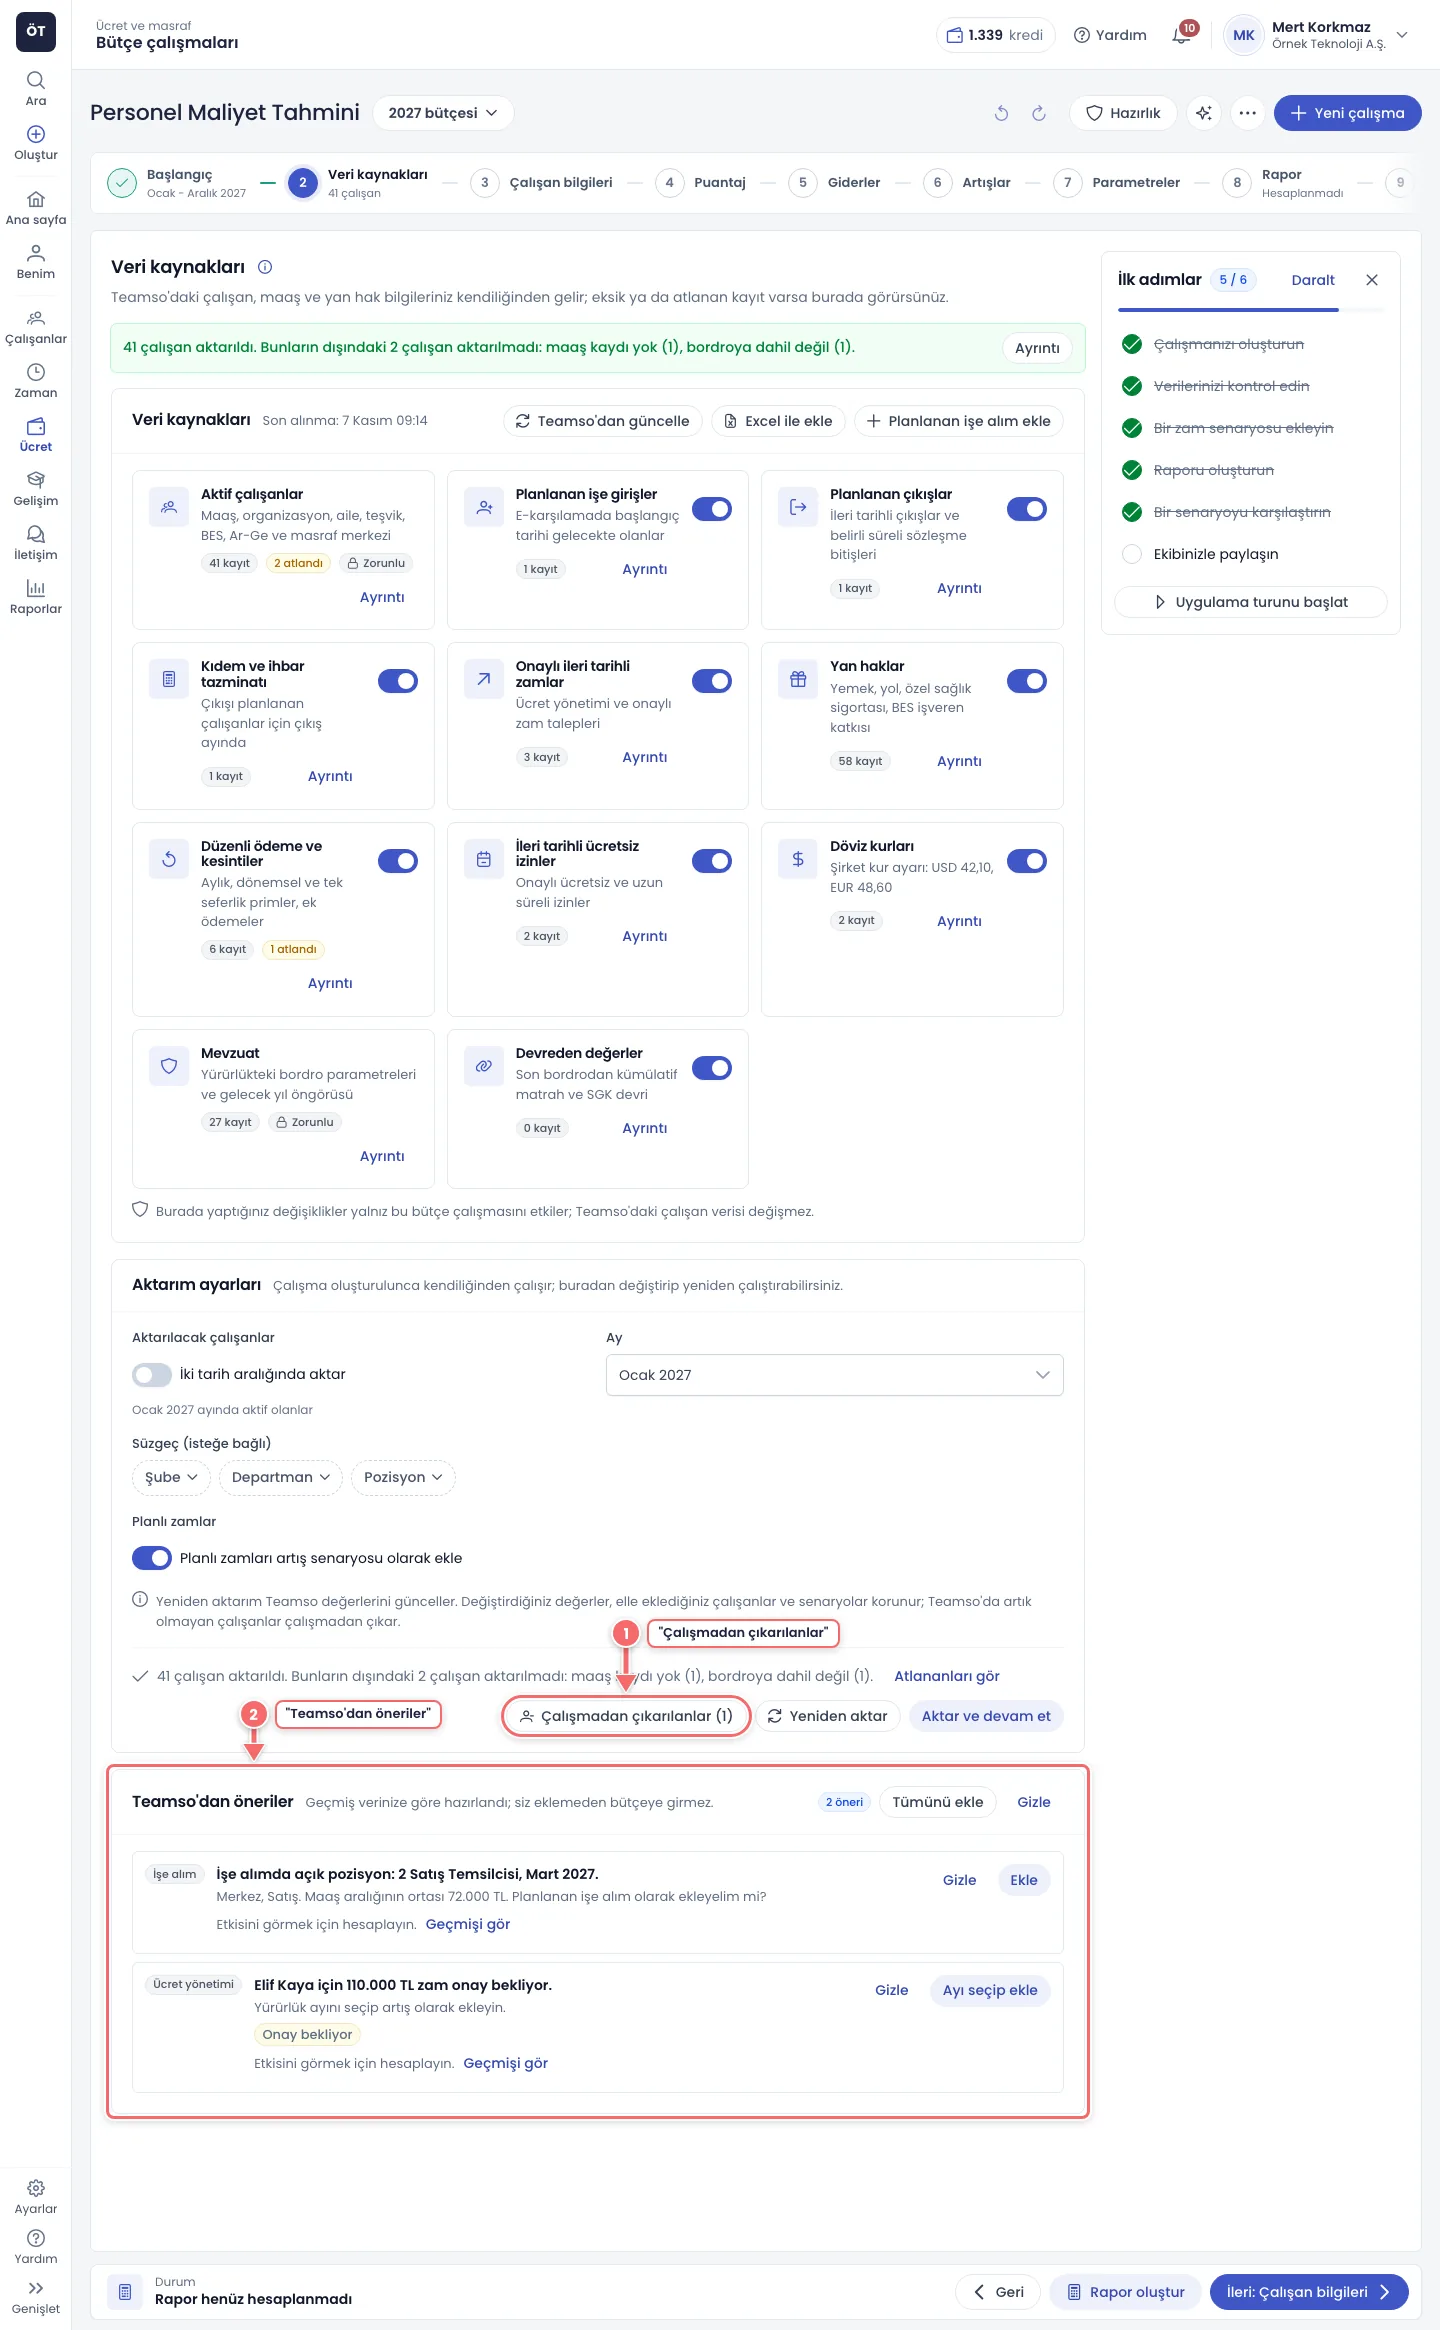 ÖT
Ara
Oluştur
Ana sayfa
Benim
Çalışanlar
Zaman
Ücret
Gelişim
İletişim
Raporlar
Ayarlar
Yardım
Genişlet
Ücret ve masraf
Bütçe çalışmaları
1.339 kredi
Yardım
10
MK
Mert Korkmaz
Örnek Teknoloji A.Ş.
Personel Maliyet Tahmini
2027 bütçesi
Hazırlık
Yeni çalışma
Başlangıç
Ocak - Aralık 2027
2
Veri kaynakları
41 çalışan
3 Çalışan bilgileri
4 Puantaj
5 Giderler
6 Artışlar
7 Parametreler
8 Rapor
Hesaplanmadı
9
Veri kaynakları
Teamso'daki çalışan, maaş ve yan hak bilgileriniz kendiliğinden gelir; eksik ya da atlanan kayıt varsa burada görürsünüz.
41 çalışan aktarıldı. Bunların dışındaki 2 çalışan aktarılmadı: maaş kaydı yok (1), bordroya dahil değil (1).
Ayrıntı
Veri kaynakları Son alınma: 7 Kasım 09:14
Teamso'dan güncelle
Excel ile ekle
Planlanan işe alım ekle
Aktif çalışanlar
Maaş, organizasyon, aile, teşvik,
BES, Ar-Ge ve masraf merkezi
41 kayıt 2 atlandı Zorunlu
Ayrıntı
Planlanan işe girişler
E-karşılamada başlangıç
tarihi gelecekte olanlar
1 kayıt Ayrıntı
Planlanan çıkışlar
İleri tarihli çıkışlar ve
belirli süreli sözleşme
bitişleri
1 kayıt Ayrıntı
Kıdem ve ihbar
tazminatı
Çıkışı planlanan
çalışanlar için çıkış
ayında
1 kayıt Ayrıntı
Onaylı ileri tarihli
zamlar
Ücret yönetimi ve onaylı
zam talepleri
3 kayıt Ayrıntı
Yan haklar
Yemek, yol, özel sağlık
sigortası, BES işveren
katkısı
58 kayıt Ayrıntı
Düzenli ödeme ve
kesintiler
Aylık, dönemsel ve tek
seferlik primler, ek
ödemeler
6 kayıt 1 atlandı
Ayrıntı
İleri tarihli ücretsiz
izinler
Onaylı ücretsiz ve uzun
süreli izinler
2 kayıt Ayrıntı
Döviz kurları
Şirket kur ayarı: USD 42,10,
EUR 48,60
2 kayıt Ayrıntı
Mevzuat
Yürürlükteki bordro parametreleri
ve gelecek yıl öngörüsü
27 kayıt Zorunlu
Ayrıntı
Devreden değerler
Son bordrodan kümülatif
matrah ve SGK devri
0 kayıt Ayrıntı
Burada yaptığınız değişiklikler yalnız bu bütçe çalışmasını etkiler; Teamso'daki çalışan verisi değişmez.
Aktarım ayarları Çalışma oluşturulunca kendiliğinden çalışır; buradan değiştirip yeniden çalıştırabilirsiniz.
Aktarılacak çalışanlar
İki tarih aralığında aktar
Ocak 2027 ayında aktif olanlar
Ay
Ocak 2027
Süzgeç (isteğe bağlı)
Şube
Departman
Pozisyon
Planlı zamlar
Planlı zamları artış senaryosu olarak ekle
Yeniden aktarım Teamso değerlerini günceller. Değiştirdiğiniz değerler, elle eklediğiniz çalışanlar ve senaryolar korunur; Teamso'da artık
olmayan çalışanlar çalışmadan çıkar.
1 "Çalışmadan çıkarılanlar"
41 çalışan aktarıldı. Bunların dışındaki 2 çalışan aktarılmadı: maaş kaydı yok (1), bordroya dahil değil (1). Atlananları gör
2 "Teamso'dan öneriler"
Çalışmadan çıkarılanlar (1)
Yeniden aktar
Aktar ve devam et
Teamso'dan öneriler Geçmiş verinize göre hazırlandı; siz eklemeden bütçeye girmez.
2 öneri
Tümünü ekle
Gizle
İşe alım
İşe alımda açık pozisyon: 2 Satış Temsilcisi, Mart 2027.
Merkez, Satış. Maaş aralığının ortası 72.000 TL. Planlanan işe alım olarak ekleyelim mi?
Etkisini görmek için hesaplayın. Geçmişi gör
Gizle
Ekle
Ücret yönetimi
Elif Kaya için 110.000 TL zam onay bekliyor.
Yürürlük ayını seçip artış olarak ekleyin.
Onay bekliyor
Etkisini görmek için hesaplayın. Geçmişi gör
Gizle
Ayı seçip ekle
İlk adımlar 5 / 6 Daralt
Çalışmanızı oluşturun
Verilerinizi kontrol edin
Bir zam senaryosu ekleyin
Raporu oluşturun
Bir senaryoyu karşılaştırın
Ekibinizle paylaşın
Uygulama turunu başlat
Durum
Rapor henüz hesaplanmadı
Geri
Rapor oluştur
İleri: Çalışan bilgileri